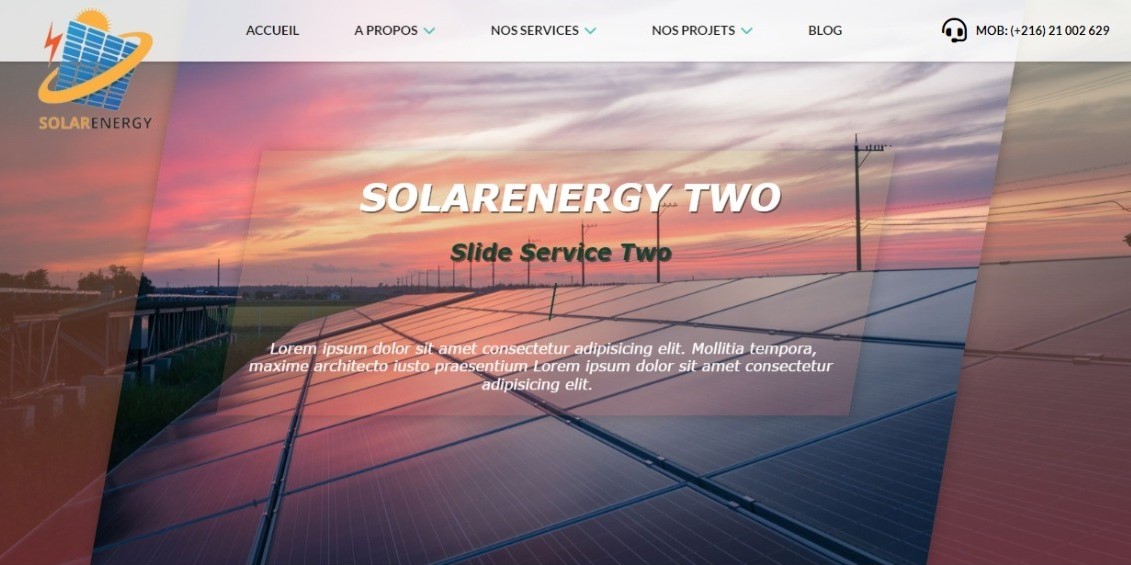 ACCUEIL
A PROPOS
NOS SERVICES
NOS PROJETS
BLOG
MOB: (+216) 21 002 629
SOLARENERGY
SOLARENERGY TWO
Slide Service Two
Lorem ipsum dolor sit amet consectetur adipisicing elit. Mollitia tempora,
maxime architecto iusto praesentium Lorem ipsum dolor sit amet consectetur
adipisicing elit.